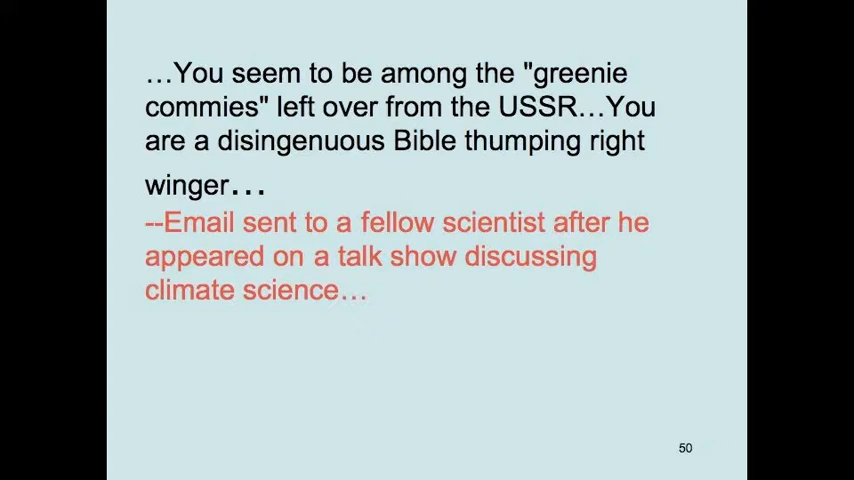 …You seem to be among the "greenie
commies" left over from the USSR…You
are a disingenuous Bible thumping right
winger…
--Email sent to a fellow scientist after he
appeared on a talk show discussing
climate science…
50